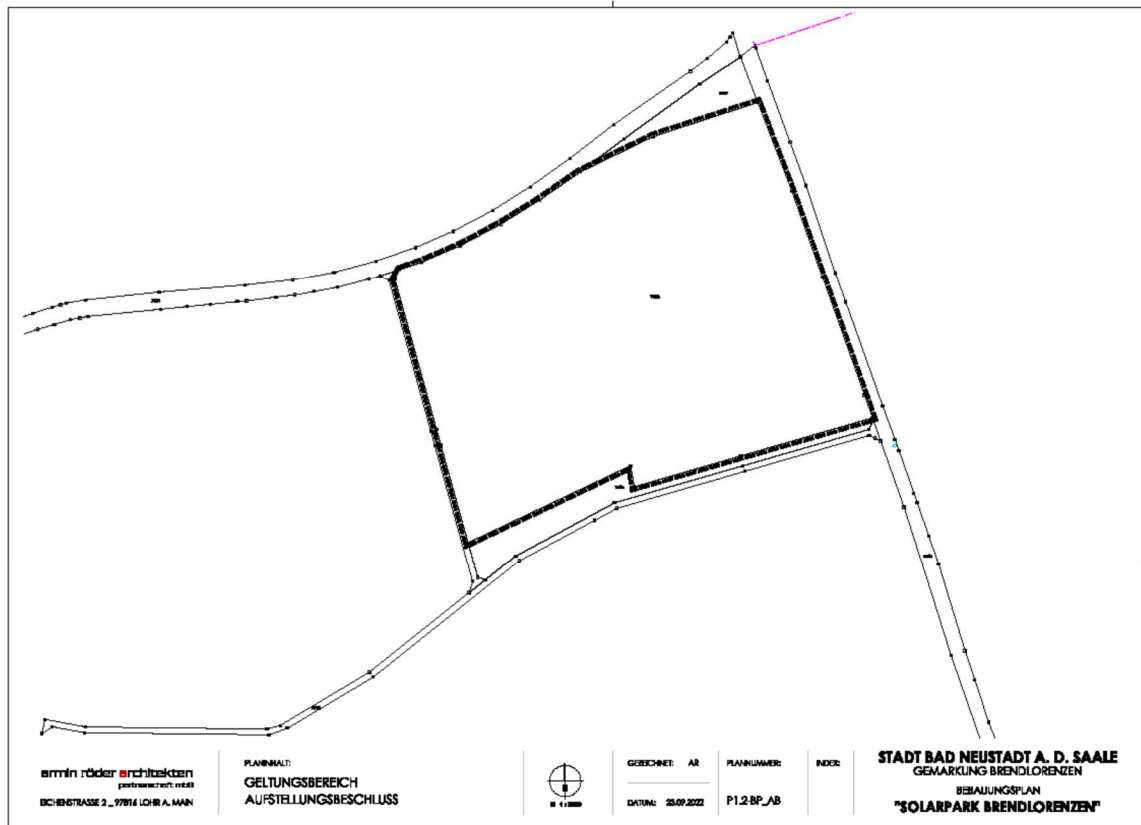 armin röder architekten
partnerschaft mbB
EICHENSTRASSE 2 _ 97816 LOHR A. MAIN
PLANINHALT:
GELTUNGSBEREICH
AUFSTELLUNGSBESCHLUSS
GEZEICHNET: AR
DATUM: 23.09.2022
PLANNUMMER:
P1.2-BP_AB
INDEX:
STADT BAD NEUSTADT A. D. SAALE
GEMARKUNG BRENDLORENZEN
BEBAUUNGSPLAN
"SOLARPARK BRENDLORENZEN"